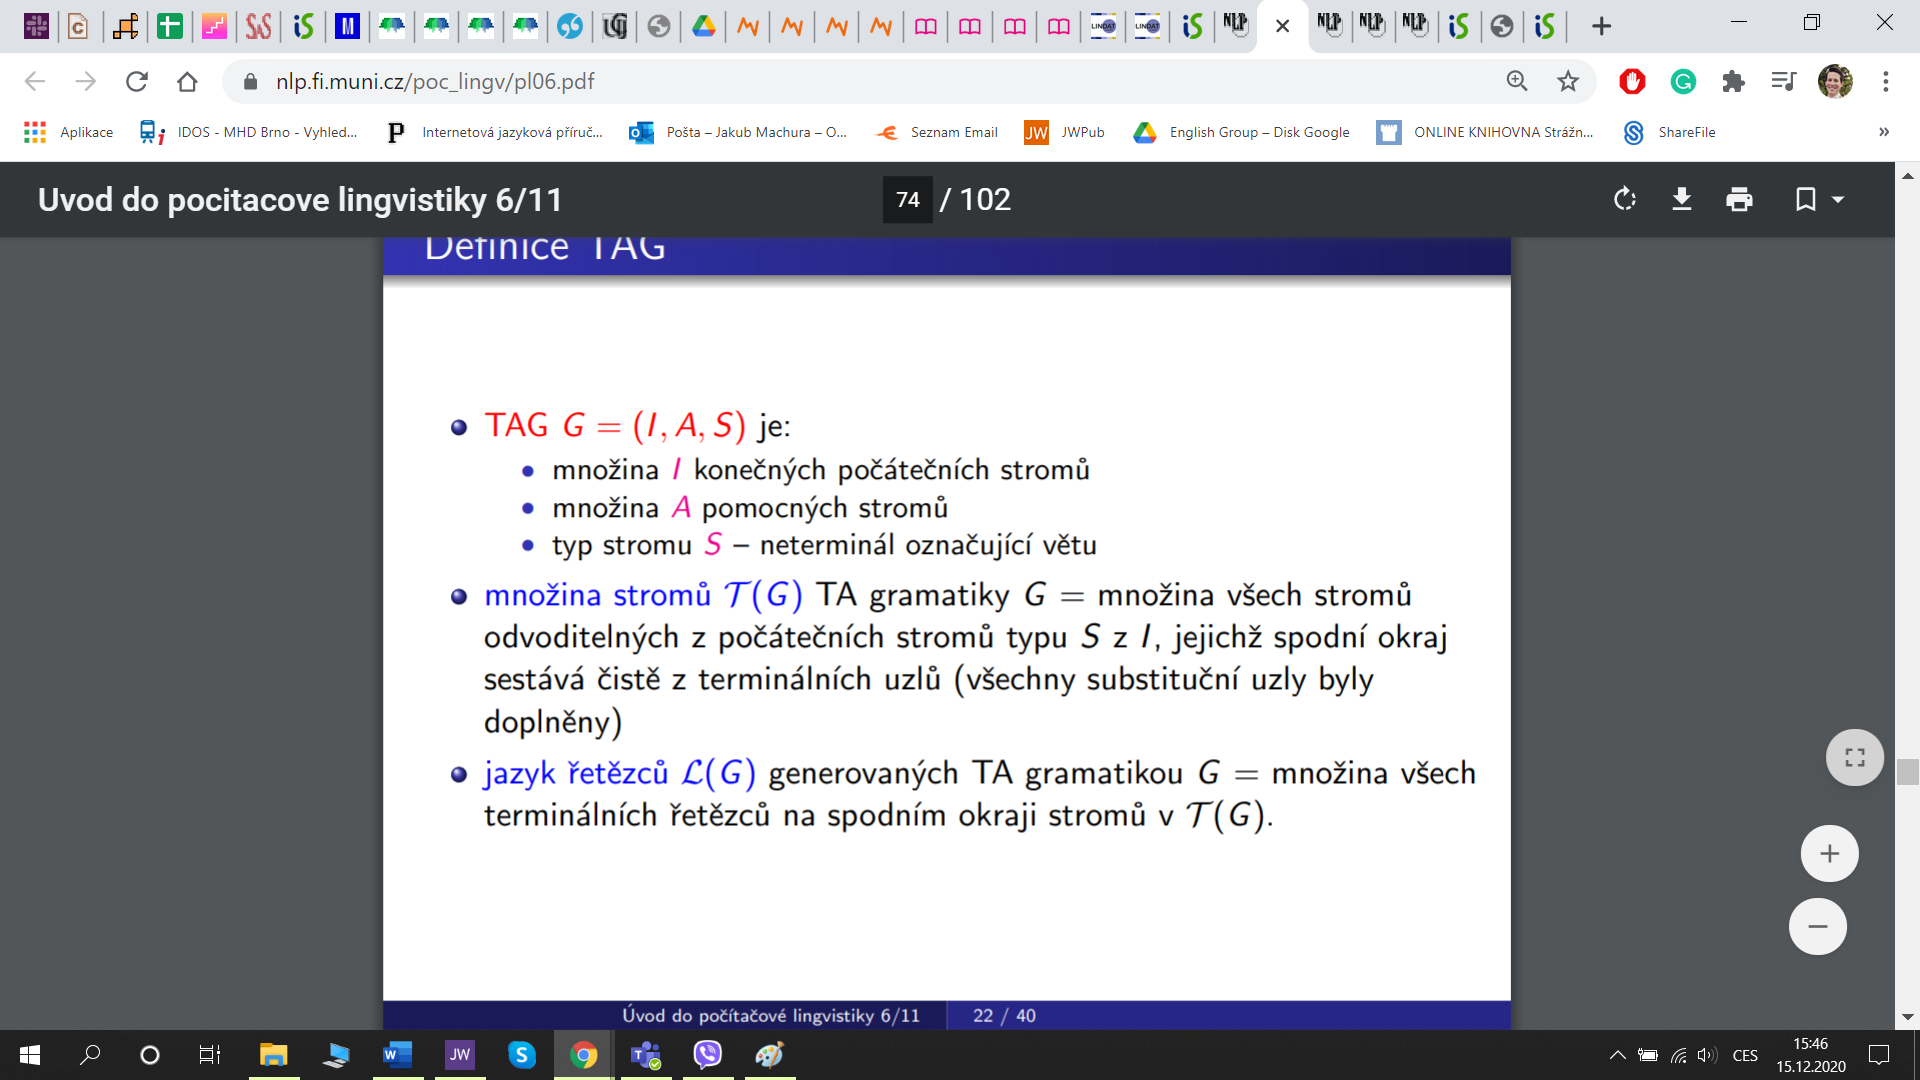 nlp.fi.muni.cz/poc_lingv/pl06.pdf
Aplikace
IDOS - MHD Brno - Vyhled...
Internetová jazyková příruč...
Pošta – Jakub Machura – O...
Seznam Email
JW
JWPub
English Group – Disk Google
ONLINE KNIHOVNA Strážn...
ShareFile
»
Uvod do pocitacove lingvistiky 6/11
74 / 102
Definice TAG
TAG G = (I, A, S) je:
množina I konečných počátečních stromů
množina A pomocných stromů
typ stromu S – neterminál označující větu
množina stromů 𝒯(G) TA gramatiky G = množina všech stromů
odvoditelných z počátečních stromů typu S z I, jejichž spodní okraj
sestává čistě z terminálních uzlů (všechny substituční uzly byly
doplněny)
jazyk řetězců ℒ(G) generovaných TA gramatikou G = množina všech
terminálních řetězců na spodním okraji stromů v 𝒯(G).
Úvod do počítačové lingvistiky 6/11
22 / 40
JW
CES
15:46
15.12.2020